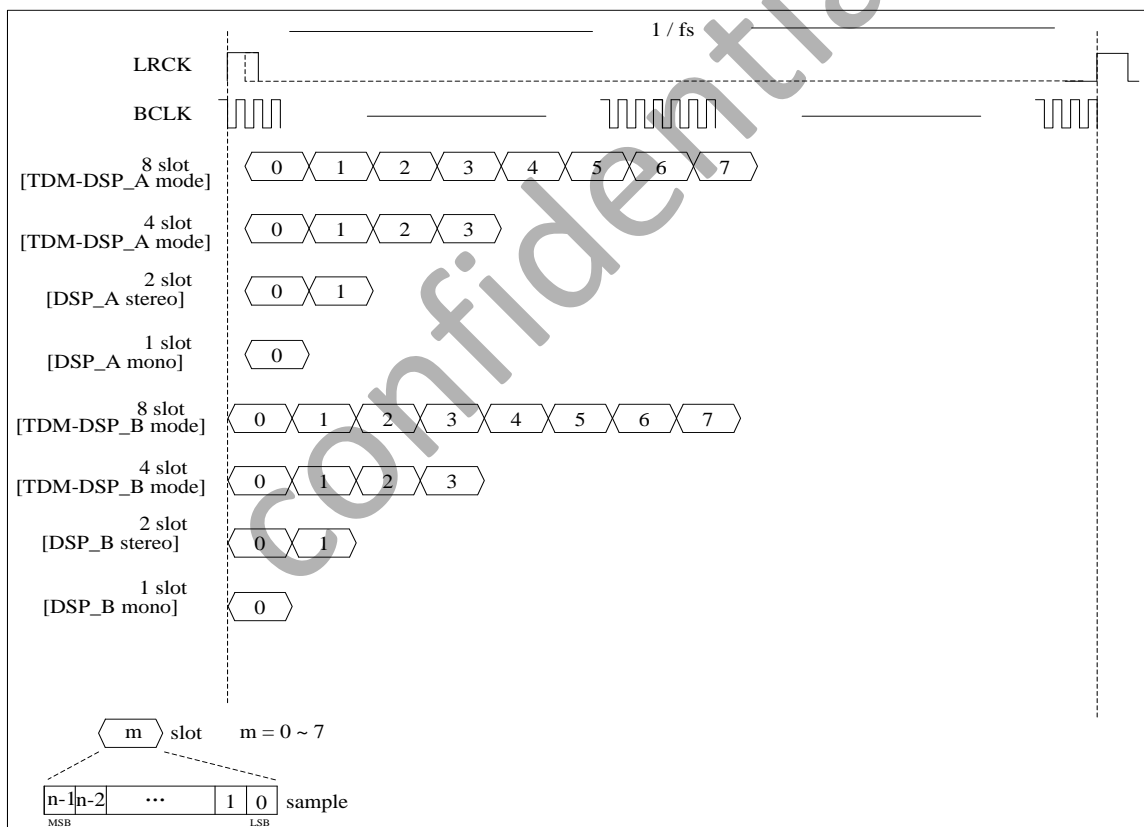 1 / fs
LRCK
BCLK
8 slot
[TDM-DSP_A mode]
0 1 2 3 4 5 6 7
4 slot
[TDM-DSP_A mode]
0 1 2 3
2 slot
[DSP_A stereo]
0 1
1 slot
[DSP_A mono]
0
8 slot
[TDM-DSP_B mode]
0 1 2 3 4 5 6 7
4 slot
[TDM-DSP_B mode]
0 1 2 3
2 slot
[DSP_B stereo]
0 1
1 slot
[DSP_B mono]
0
m slot m = 0 ~ 7
n-1 n-2 ... 1 0 sample
MSB LSB
confidential